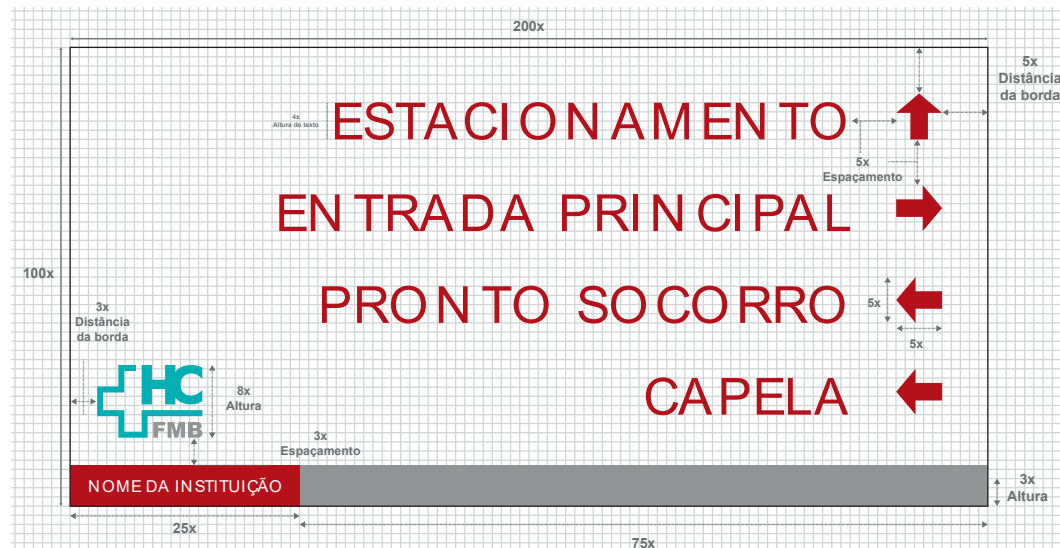 200x
5x
Distância
da borda
4x
Altura do texto
ESTACIONAMENTO
5x
Espaçamento
ENTRADA PRINCIPAL
100x
PRONTO SOCORRO
5x
5x
3x
Distância
da borda
HC
FMB
8x
Altura
CAPELA
3x
Espaçamento
NOME DA INSTITUIÇÃO
3x
Altura
25x
75x